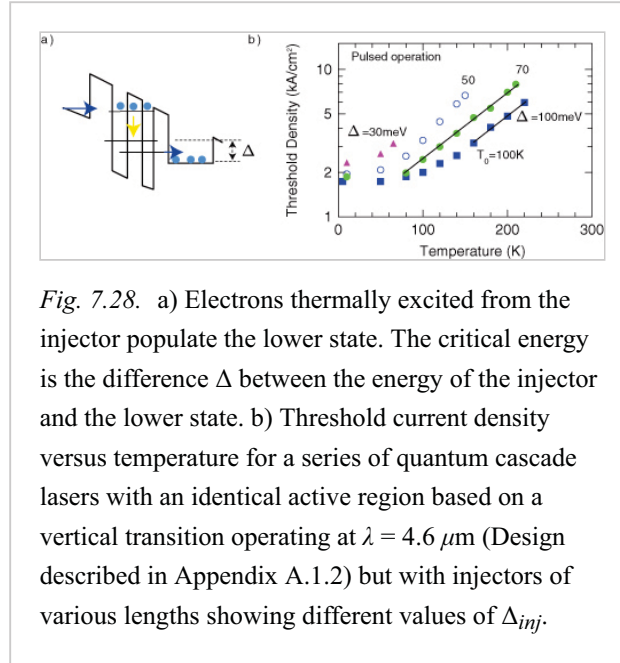 a)
Δ
b)
Pulsed operation
50
70
Δ =30meV
Δ =100meV
T₀=100K
Threshold Density (kA/cm²)
10
5
2
1
0
100
200
300
Temperature (K)
Fig. 7.28. a) Electrons thermally excited from the
injector populate the lower state. The critical energy
is the difference Δ between the energy of the injector
and the lower state. b) Threshold current density
versus temperature for a series of quantum cascade
lasers with an identical active region based on a
vertical transition operating at λ = 4.6 μm (Design
described in Appendix A.1.2) but with injectors of
various lengths showing different values of Δinj.